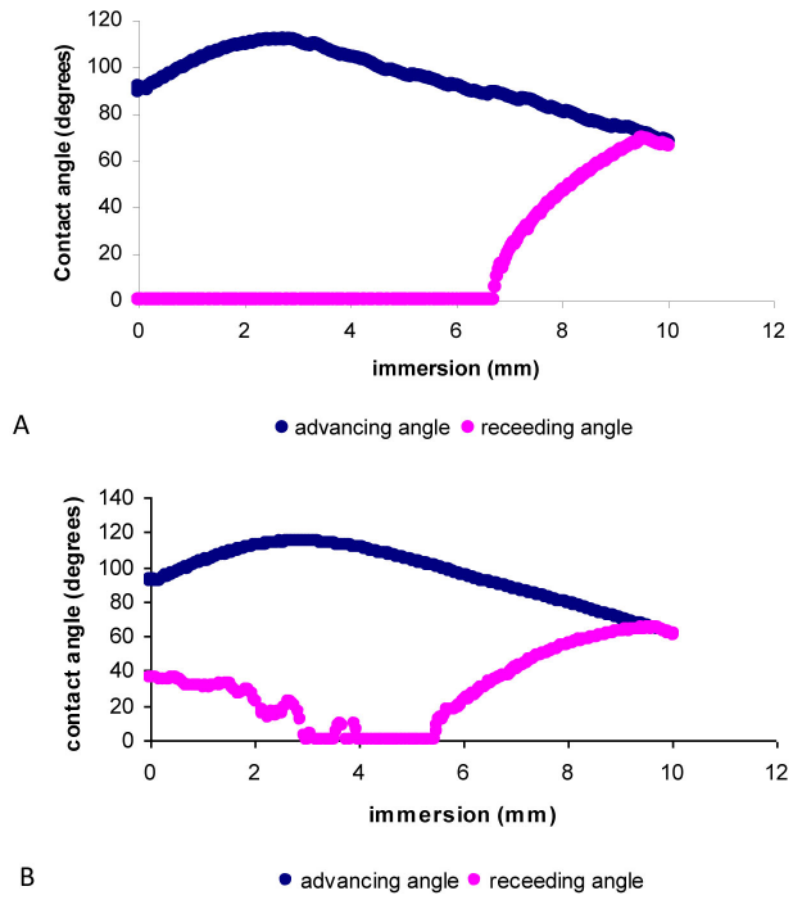 120
100
80
60
40
20
0
Contact angle (degrees)
0 2 4 6 8 10 12
immersion (mm)
A
advancing angle receeding angle
140
120
100
80
60
40
20
0
contact angle (degrees)
0 2 4 6 8 10 12
immersion (mm)
B
advancing angle receeding angle